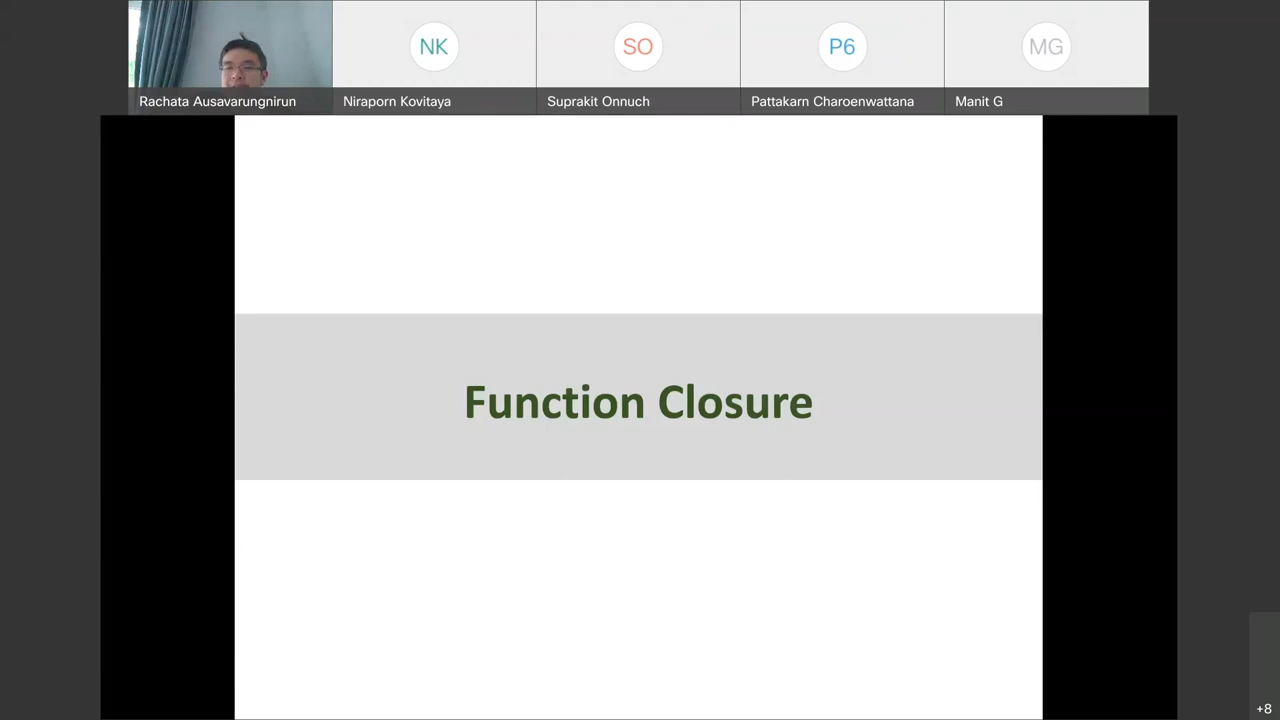 NK
SO
P6
MG
Rachata Ausavarungnirun
Niraporn Kovitaya
Suprakit Onnuch
Pattakarn Charoenwattana
Manit G
Function Closure
+8